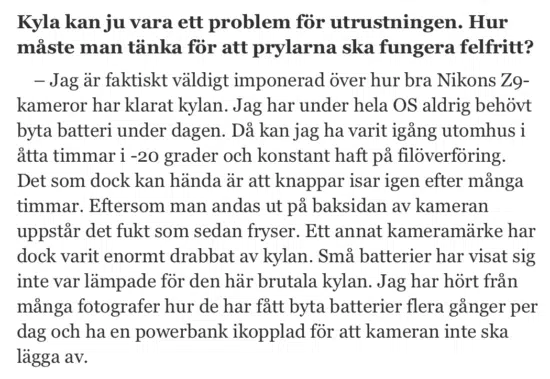 Kyla kan ju vara ett problem för utrustningen. Hur
måste man tänka för att prylarna ska fungera felfritt?
– Jag är faktiskt väldigt imponerad över hur bra Nikons Z9-
kameror har klarat kylan. Jag har under hela OS aldrig behövt
byta batteri under dagen. Då kan jag ha varit igång utomhus i
åtta timmar i -20 grader och konstant haft på filöverföring.
Det som dock kan hända är att knappar isar igen efter många
timmar. Eftersom man andas ut på baksidan av kameran
uppstår det fukt som sedan fryser. Ett annat kameramärke har
dock varit enormt drabbat av kylan. Små batterier har visat sig
inte var lämpade för den här brutala kylan. Jag har hört från
många fotografer hur de har fått byta batterier flera gånger per
dag och ha en powerbank ikopplad för att kameran inte ska
lägga av.